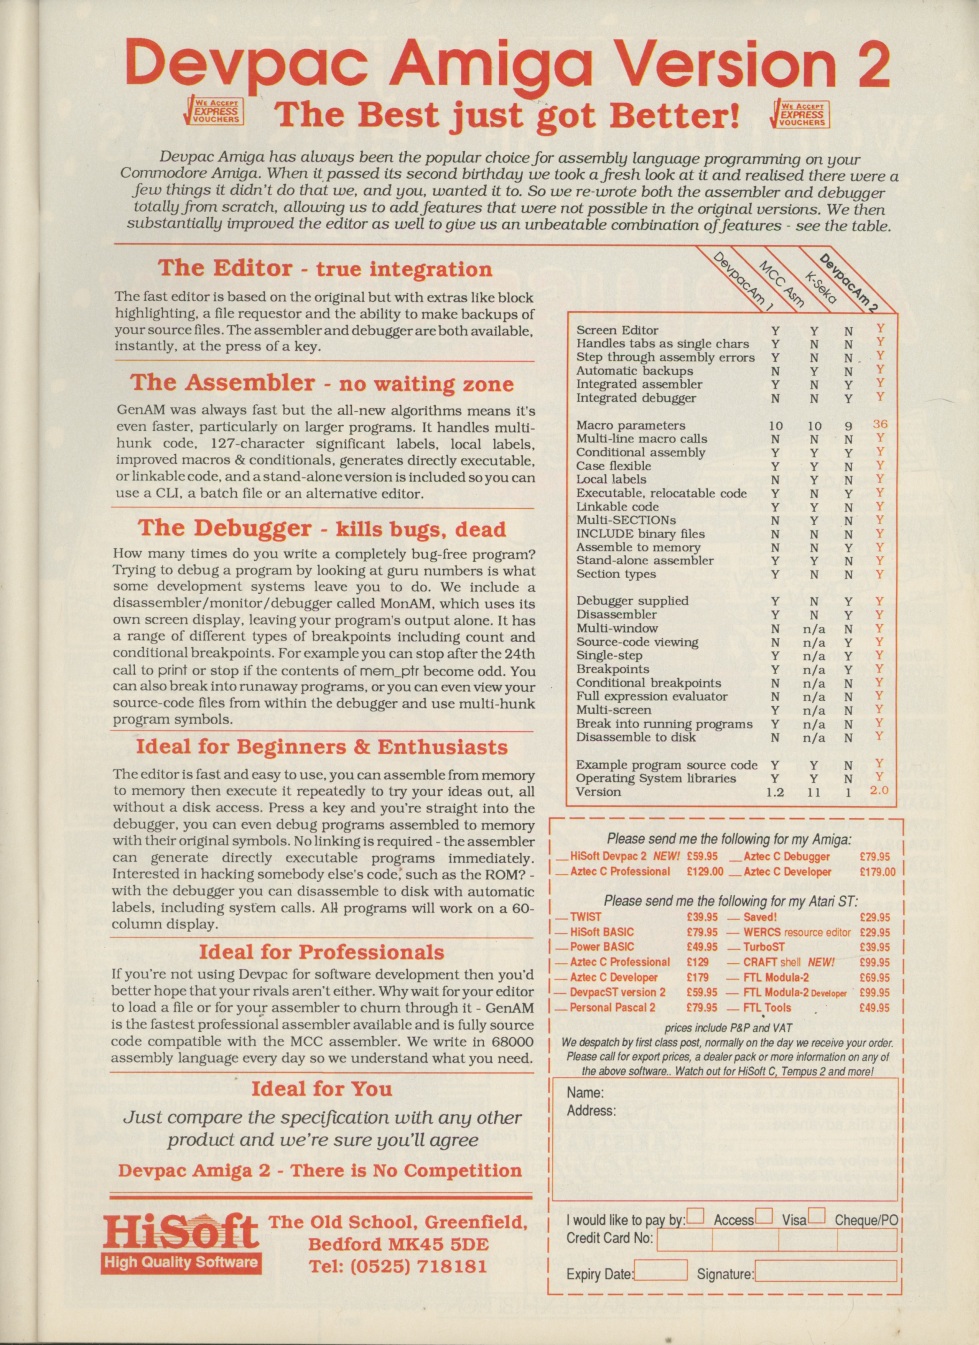 Devpac Amiga Version 2
WE ACCEPT
EXPRESS
VOUCHERS
The Best just got Better!
WE ACCEPT
EXPRESS
VOUCHERS
Devpac Amiga has always been the popular choice for assembly language programming on your
Commodore Amiga. When it passed its second birthday we took a fresh look at it and realised there were a
few things it didn't do that we, and you, wanted it to. So we re-wrote both the assembler and debugger
totally from scratch, allowing us to add features that were not possible in the original versions. We then
substantially improved the editor as well to give us an unbeatable combination of features - see the table.
The Editor - true integration
The fast editor is based on the original but with extras like block
highlighting, a file requestor and the ability to make backups of
your source files. The assembler and debugger are both available,
instantly, at the press of a key.
The Assembler - no waiting zone
GenAM was always fast but the all-new algorithms means it's
even faster, particularly on larger programs. It handles multi-
hunk code, 127-character significant labels, local labels,
improved macros & conditionals, generates directly executable,
or linkable code, and a stand-alone version is included so you can
use a CLI, a batch file or an alternative editor.
The Debugger - kills bugs, dead
How many times do you write a completely bug-free program?
Trying to debug a program by looking at guru numbers is what
some development systems leave you to do. We include a
disassembler/monitor/debugger called MonAM, which uses its
own screen display, leaving your program's output alone. It has
a range of different types of breakpoints including count and
conditional breakpoints. For example you can stop after the 24th
call to print or stop if the contents of mem_ptr become odd. You
can also break into runaway programs, or you can even view your
source-code files from within the debugger and use multi-hunk
program symbols.
Ideal for Beginners & Enthusiasts
The editor is fast and easy to use, you can assemble from memory
to memory then execute it repeatedly to try your ideas out, all
without a disk access. Press a key and you're straight into the
debugger, you can even debug programs assembled to memory
with their original symbols. No linking is required - the assembler
can generate directly executable programs immediately.
Interested in hacking somebody else's code, such as the ROM? -
with the debugger you can disassemble to disk with automatic
labels, including system calls. All programs will work on a 60-
column display.
Ideal for Professionals
If you're not using Devpac for software development then you'd
better hope that your rivals aren't either. Why wait for your editor
to load a file or for your assembler to churn through it - GenAM
is the fastest professional assembler available and is fully source
code compatible with the MCC assembler. We write in 68000
assembly language every day so we understand what you need.
Ideal for You
Just compare the specification with any other
product and we're sure you'll agree
Devpac Amiga 2 - There is No Competition
HiSoft
High Quality Software
The Old School, Greenfield,
Bedford MK45 5DE
Tel: (0525) 718181
DevpacAm 1 MCC Asm K-Seka DevpacAm 2
Screen Editor Y Y N Y
Handles tabs as single chars Y N N Y
Step through assembly errors Y N N Y
Automatic backups N Y N Y
Integrated assembler Y N Y Y
Integrated debugger N N Y Y
Macro parameters 10 10 9 36
Multi-line macro calls N N N Y
Conditional assembly Y Y Y Y
Case flexible Y Y N Y
Local labels N Y N Y
Executable, relocatable code Y N Y Y
Linkable code Y Y N Y
Multi-SECTIONs N Y N Y
INCLUDE binary files N N N Y
Assemble to memory N N Y Y
Stand-alone assembler Y Y N Y
Section types Y N N Y
Debugger supplied Y N Y Y
Disassembler Y N Y Y
Multi-window N n/a N Y
Source-code viewing N n/a Y Y
Single-step Y n/a Y Y
Breakpoints Y n/a Y Y
Conditional breakpoints N n/a N Y
Full expression evaluator N n/a N Y
Multi-screen Y n/a N Y
Break into running programs Y n/a N Y
Disassemble to disk N n/a N Y
Example program source code Y Y N Y
Operating System libraries Y Y N Y
Version 1.2 11 1 2.0
Please send me the following for my Amiga:
HiSoft Devpac 2 NEW! £59.95 Aztec C Debugger £79.95
Aztec C Professional £129.00 Aztec C Developer £179.00
Please send me the following for my Atari ST:
TWIST £39.95 Saved! £29.95
HiSoft BASIC £79.95 WERCS resource editor £29.95
Power BASIC £49.95 TurboST £39.95
Aztec C Professional £129 CRAFT shell NEW! £99.95
Aztec C Developer £179 FTL Modula-2 £69.95
DevpacST version 2 £59.95 FTL Modula-2 Developer £99.95
Personal Pascal 2 £79.95 FTL Tools £49.95
prices include P&P and VAT
We despatch by first class post, normally on the day we receive your order.
Please call for export prices, a dealer pack or more information on any of
the above software.. Watch out for HiSoft C, Tempus 2 and more!
Name:
Address:
I would like to pay by: Access Visa Cheque/PO
Credit Card No:
Expiry Date: Signature: